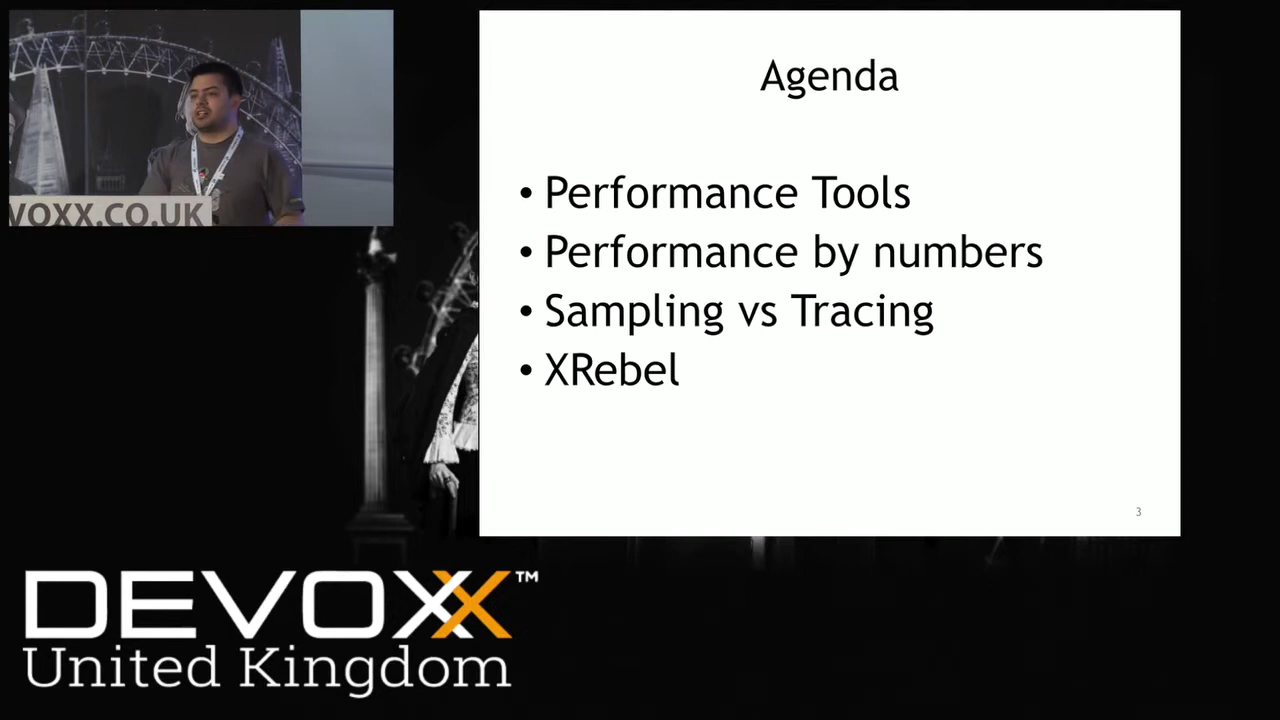 VOXX.CO.UK
Agenda
• Performance Tools
• Performance by numbers
• Sampling vs Tracing
• XRebel
3
DEVOXX™
United Kingdom